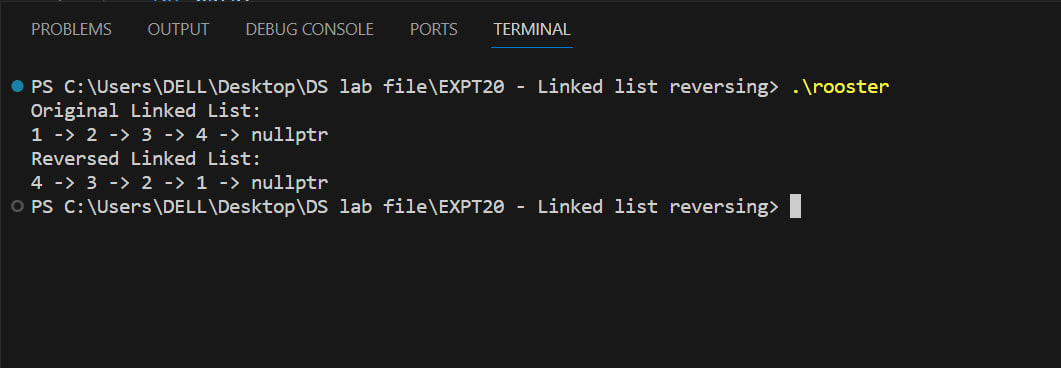 PROBLEMS OUTPUT DEBUG CONSOLE PORTS TERMINAL
PS C:\Users\DELL\Desktop\DS lab file\EXPT20 - Linked list reversing> .\rooster
Original Linked List:
1 -> 2 -> 3 -> 4 -> nullptr
Reversed Linked List:
4 -> 3 -> 2 -> 1 -> nullptr
PS C:\Users\DELL\Desktop\DS lab file\EXPT20 - Linked list reversing>